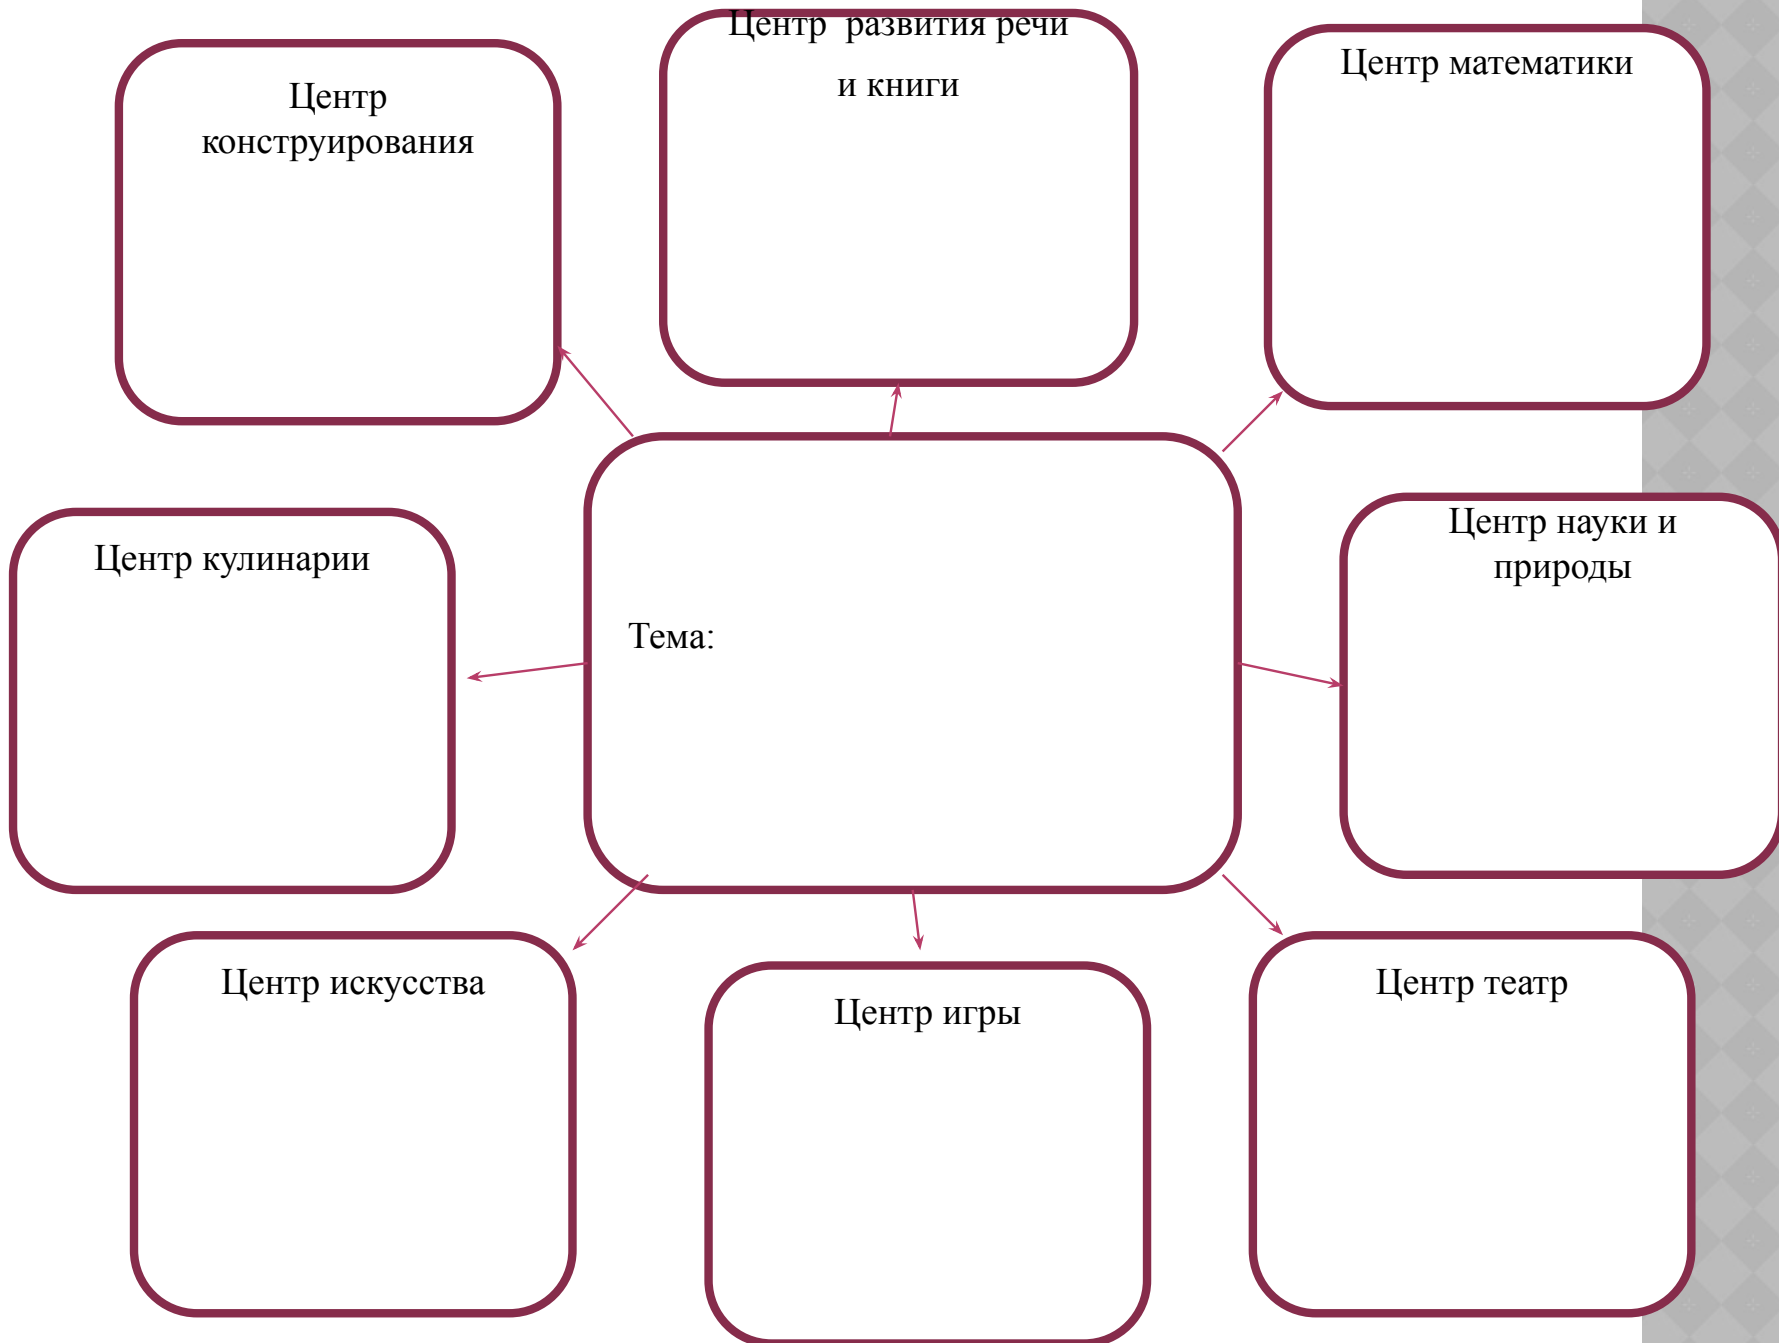 Центр развития речи
и книги
Центр
конструирования
Центр математики
Центр кулинарии
Тема:
Центр науки и
природы
Центр искусства
Центр игры
Центр театр